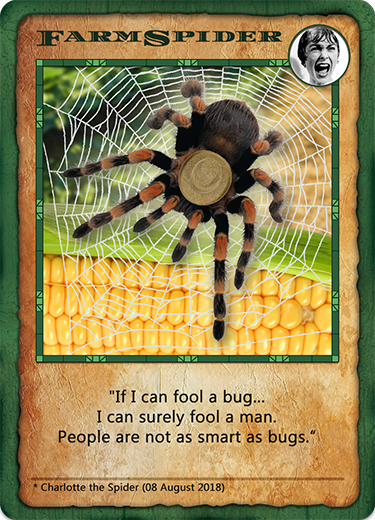 FARMSPIDER
"If I can fool a bug...
I can surely fool a man.
People are not as smart as bugs.“
* Charlotte the Spider (08 August 2018)